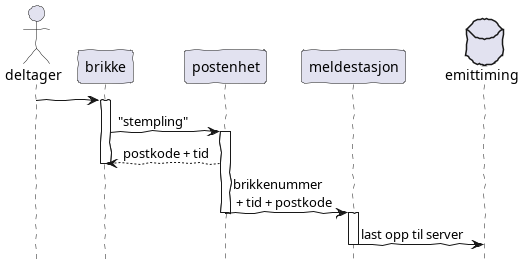 deltager
brikke
postenhet
meldestasjon
emittiming
"stempling"
postkode + tid
brikkenummer
+ tid + postkode
last opp til server